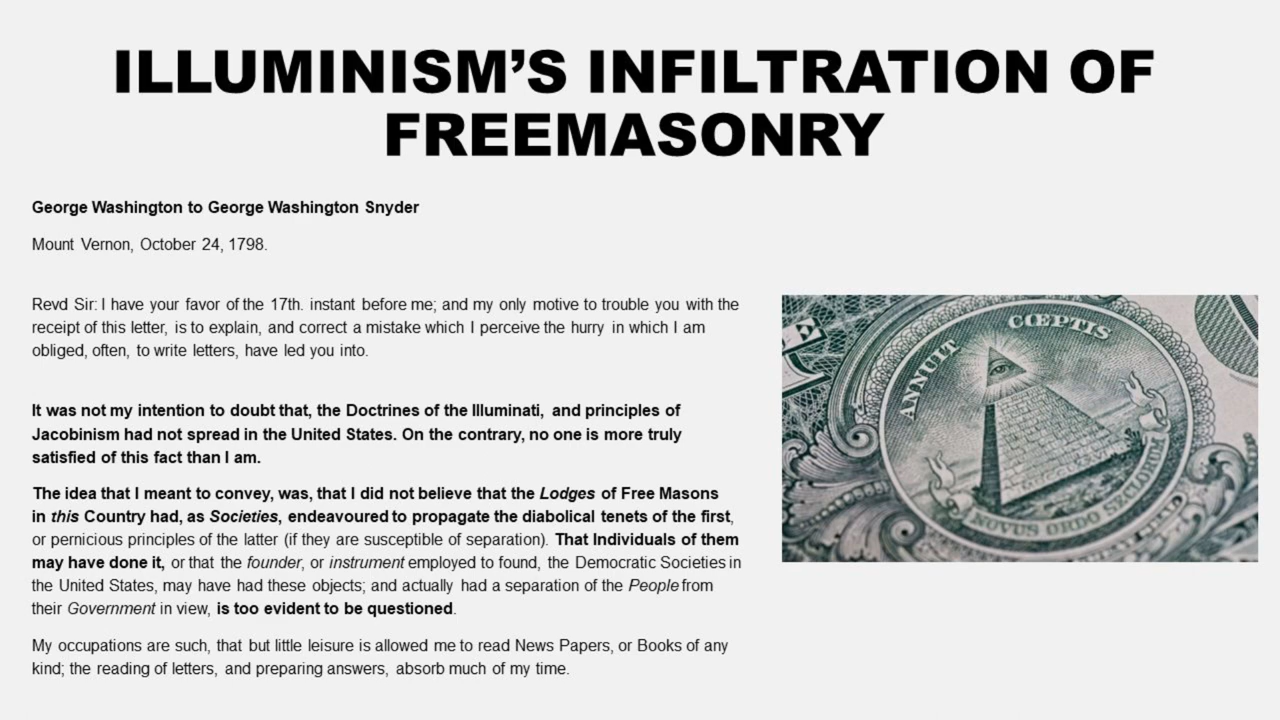 ILLUMINISM’S INFILTRATION OF
FREEMASONRY
George Washington to George Washington Snyder
Mount Vernon, October 24, 1798.
Revd Sir: I have your favor of the 17th. instant before me; and my only motive to trouble you with the
receipt of this letter, is to explain, and correct a mistake which I perceive the hurry in which I am
obliged, often, to write letters, have led you into.
It was not my intention to doubt that, the Doctrines of the Illuminati, and principles of
Jacobinism had not spread in the United States. On the contrary, no one is more truly
satisfied of this fact than I am.
The idea that I meant to convey, was, that I did not believe that the Lodges of Free Masons
in this Country had, as Societies, endeavoured to propagate the diabolical tenets of the first,
or pernicious principles of the latter (if they are susceptible of separation). That Individuals of them
may have done it, or that the founder, or instrument employed to found, the Democratic Societies in
the United States, may have had these objects; and actually had a separation of the People from
their Government in view, is too evident to be questioned.
My occupations are such, that but little leisure is allowed me to read News Papers, or Books of any
kind; the reading of letters, and preparing answers, absorb much of my time.
ANNUIT CŒPTIS
NOVUS ORDO SECLORUM